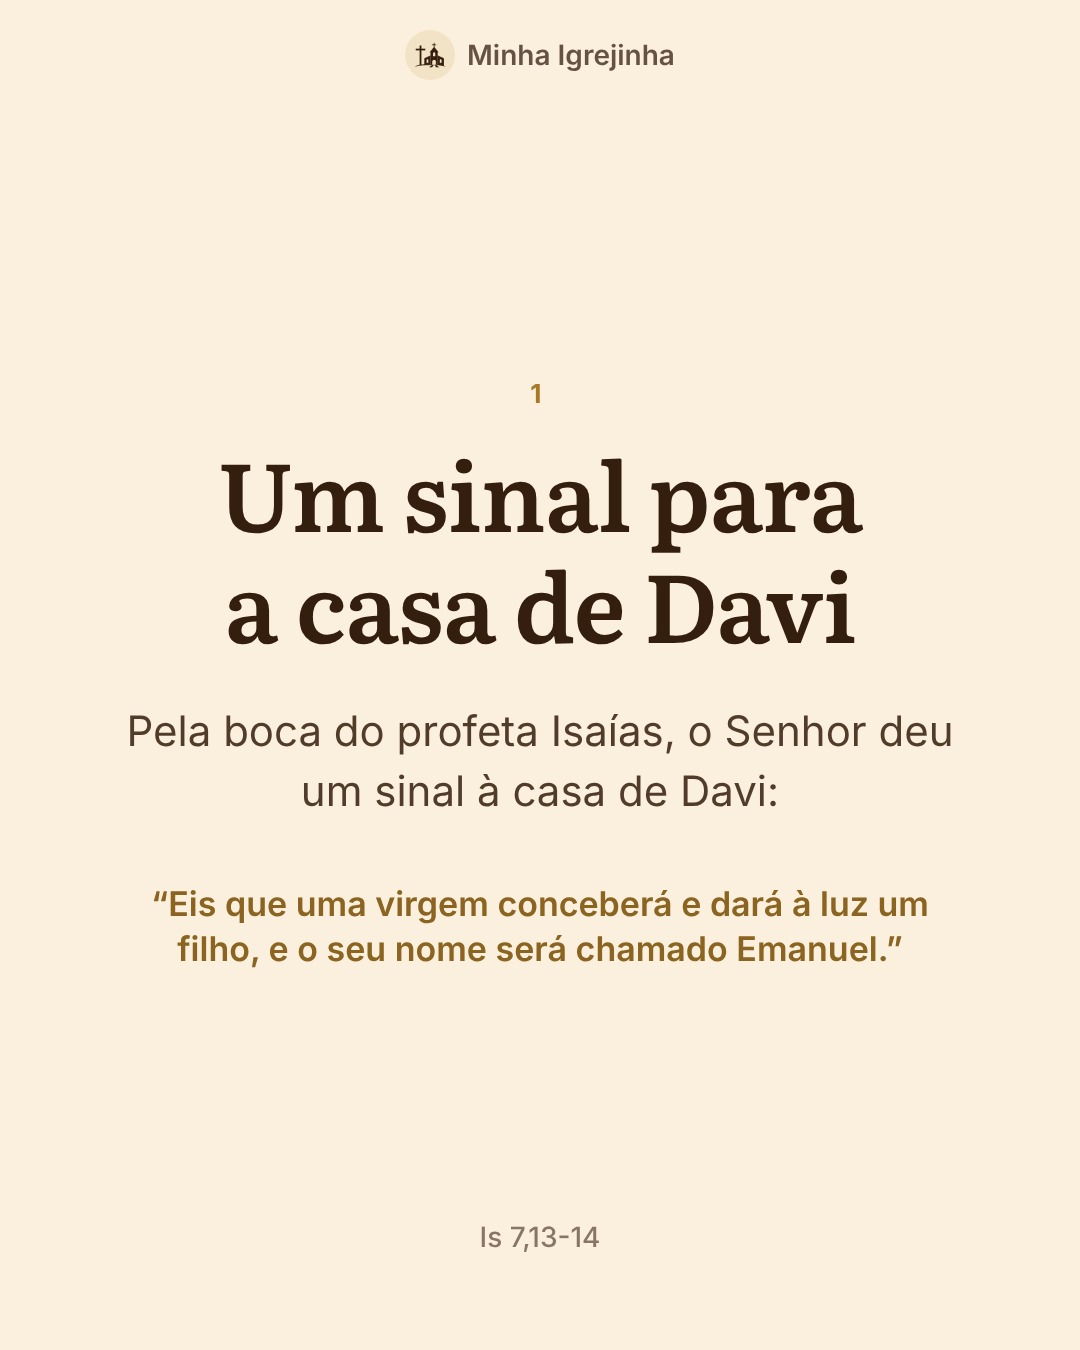 Minha Igrejinha
1
Um sinal para
a casa de Davi
Pela boca do profeta Isaías, o Senhor deu
um sinal à casa de Davi:
“Eis que uma virgem conceberá e dará à luz um
filho, e o seu nome será chamado Emanuel.”
Is 7,13-14